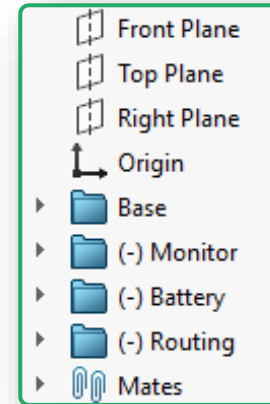 Front Plane
Top Plane
Right Plane
Origin
Base
(-) Monitor
(-) Battery
(-) Routing
Mates